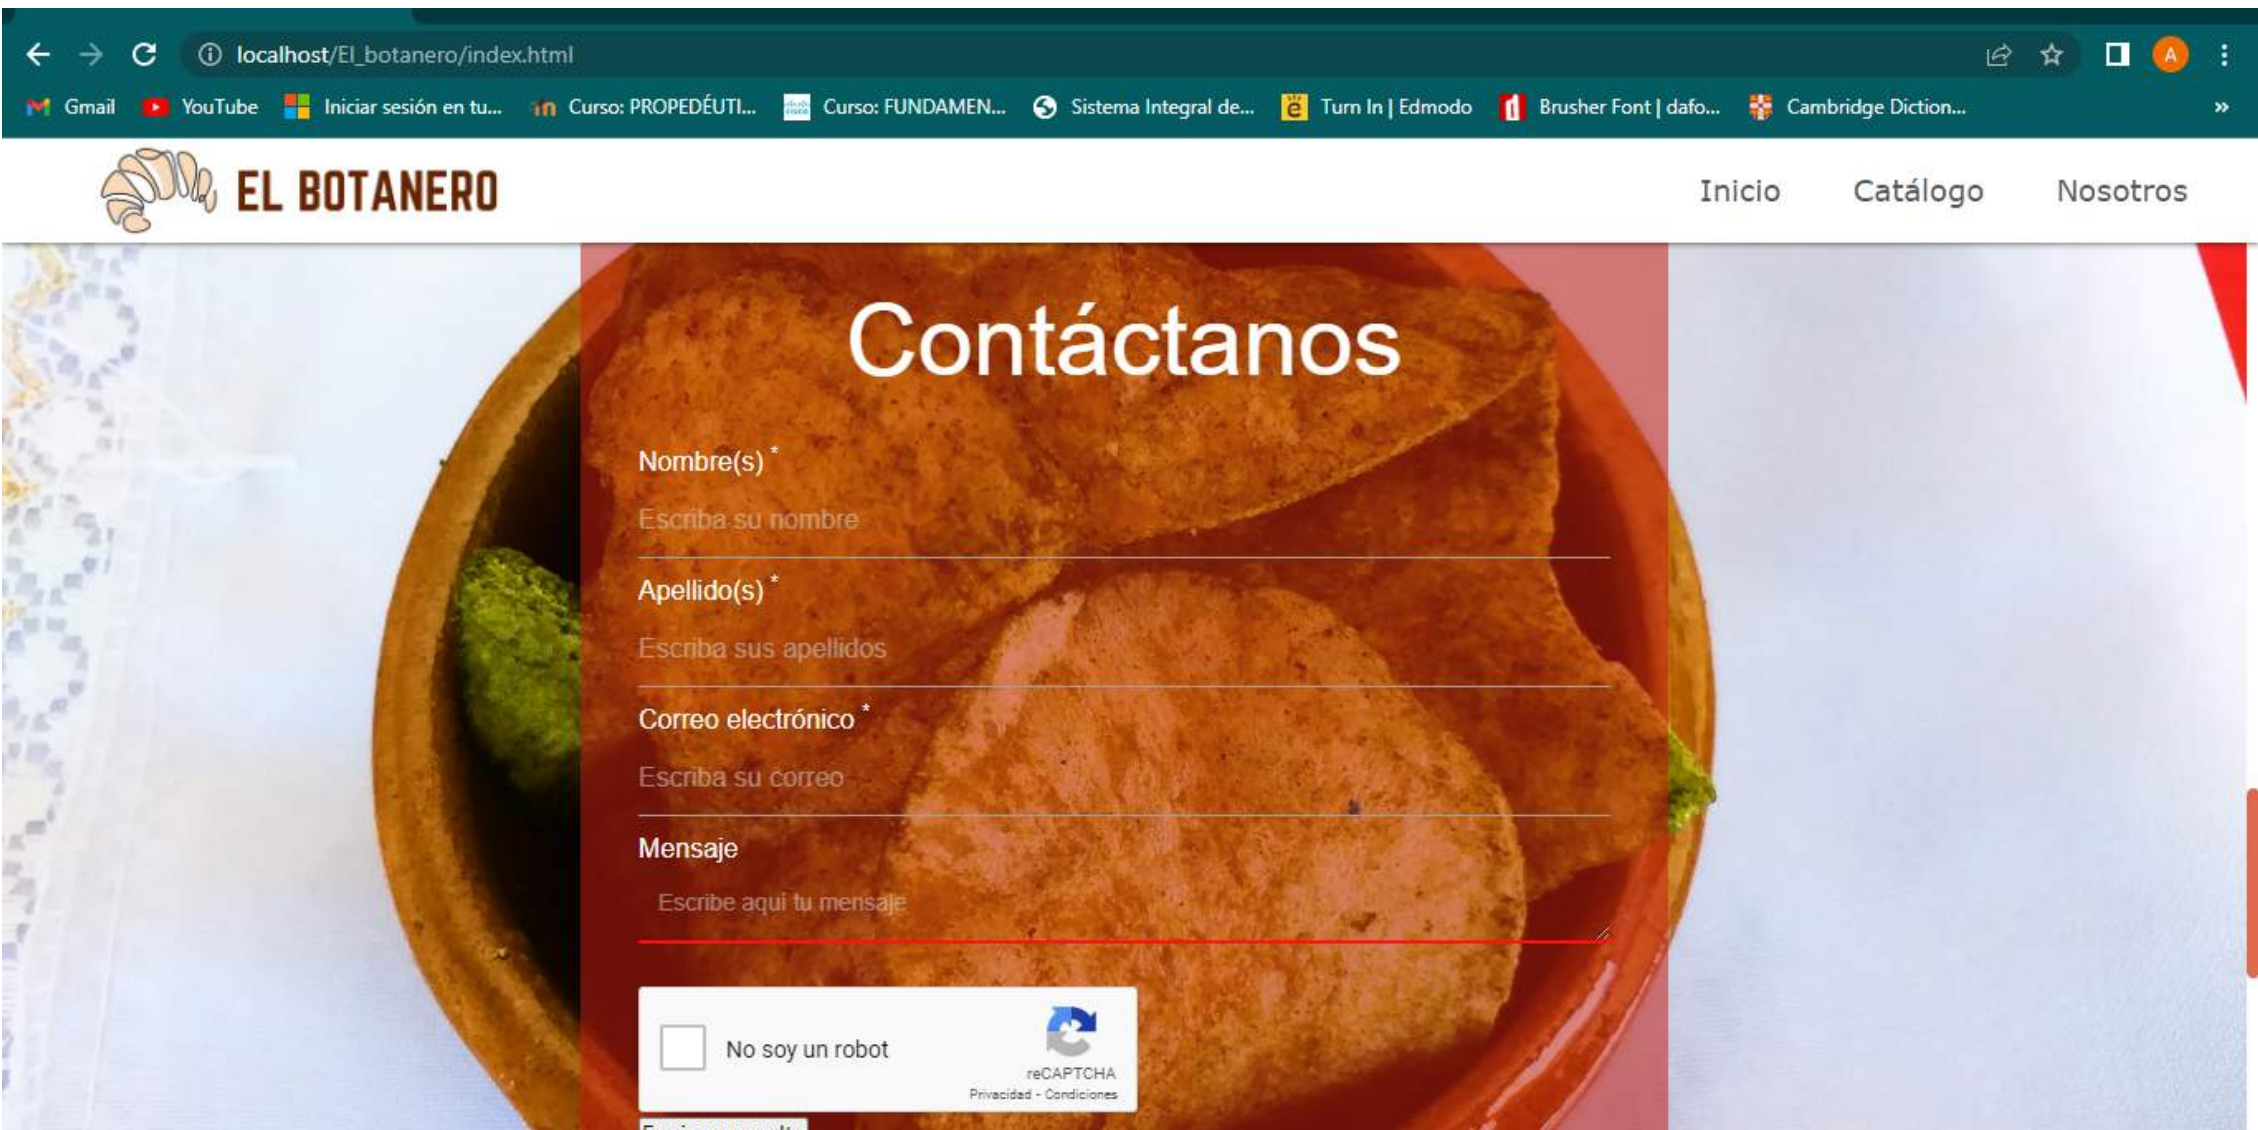 localhost/El_botanero/index.html
A
Gmail YouTube Iniciar sesión en tu... Curso: PROPEDÉUTI... Curso: FUNDAMEN... Sistema Integral de... Turn In | Edmodo Brusher Font | dafo... Cambridge Diction... »
EL BOTANERO Inicio Catálogo Nosotros
Contáctanos
Nombre(s) *
Escriba su nombre
Apellido(s) *
Escriba sus apellidos
Correo electrónico *
Escriba su correo
Mensaje
Escribe aquí tu mensaje
No soy un robot
reCAPTCHA
Privacidad - Condiciones